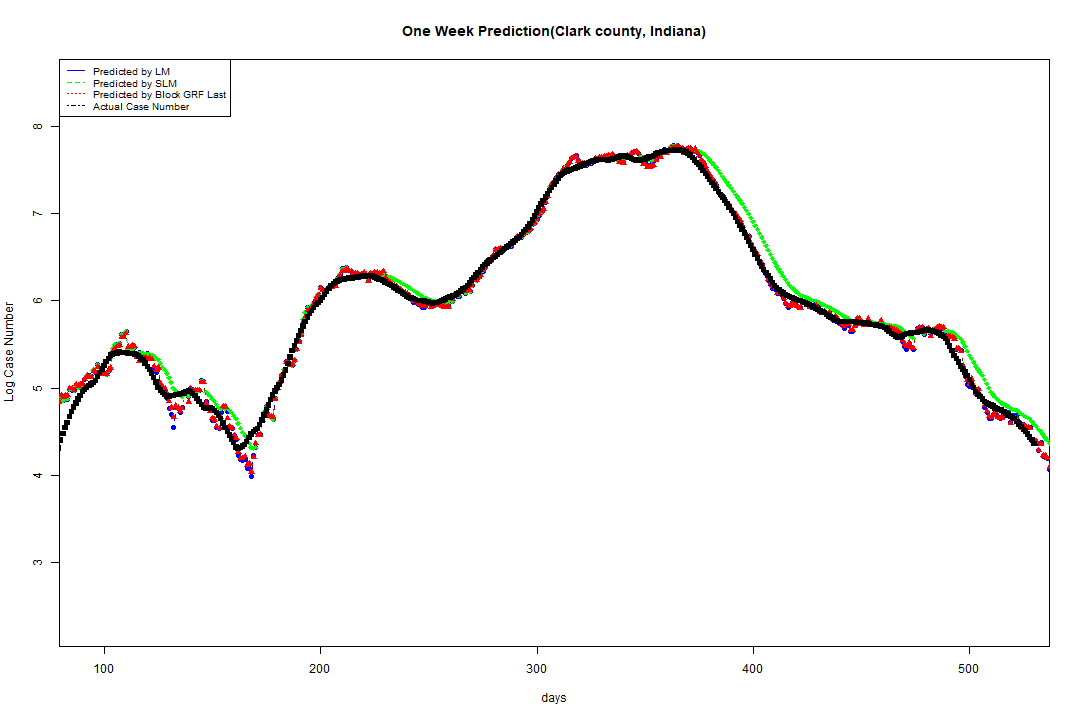 One Week Prediction(Clark county, Indiana)
Predicted by LM
Predicted by SLM
Predicted by Block GRF Last
Actual Case Number
8
7
6
5
4
3
Log Case Number
100 200 300 400 500
days